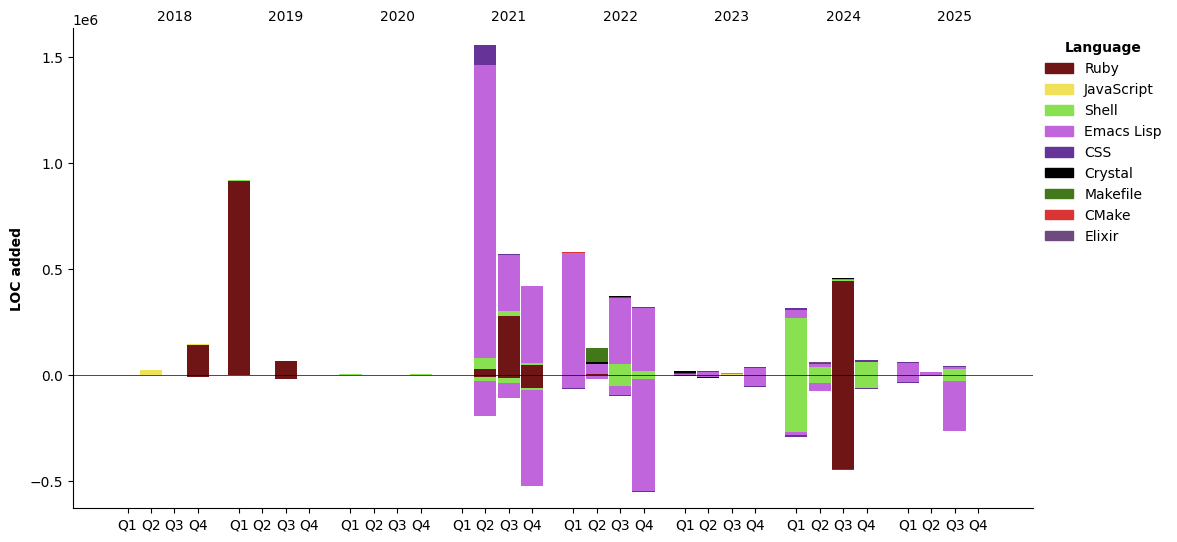 1e6
2018 2019 2020 2021 2022 2023 2024 2025
1.5
1.0
0.5
0.0
−0.5
LOC added
Q1 Q2 Q3 Q4 Q1 Q2 Q3 Q4 Q1 Q2 Q3 Q4 Q1 Q2 Q3 Q4 Q1 Q2 Q3 Q4 Q1 Q2 Q3 Q4 Q1 Q2 Q3 Q4 Q1 Q2 Q3 Q4
Language
Ruby
JavaScript
Shell
Emacs Lisp
CSS
Crystal
Makefile
CMake
Elixir